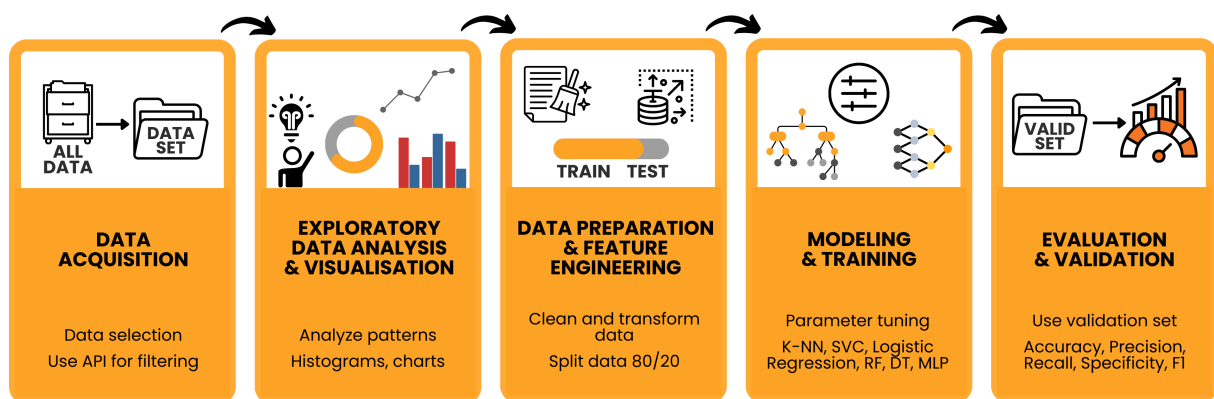 ALL
DATA
DATA
SET
DATA
ACQUISITION
Data selection
Use API for filtering
EXPLORATORY
DATA ANALYSIS
& VISUALISATION
Analyze patterns
Histograms, charts
TRAIN TEST
DATA PREPARATION
& FEATURE
ENGINEERING
Clean and transform
data
Split data 80/20
MODELING
& TRAINING
Parameter tuning
K-NN, SVC, Logistic
Regression, RF, DT, MLP
VALID
SET
EVALUATION
& VALIDATION
Use validation set
Accuracy, Precision,
Recall, Specificity, F1